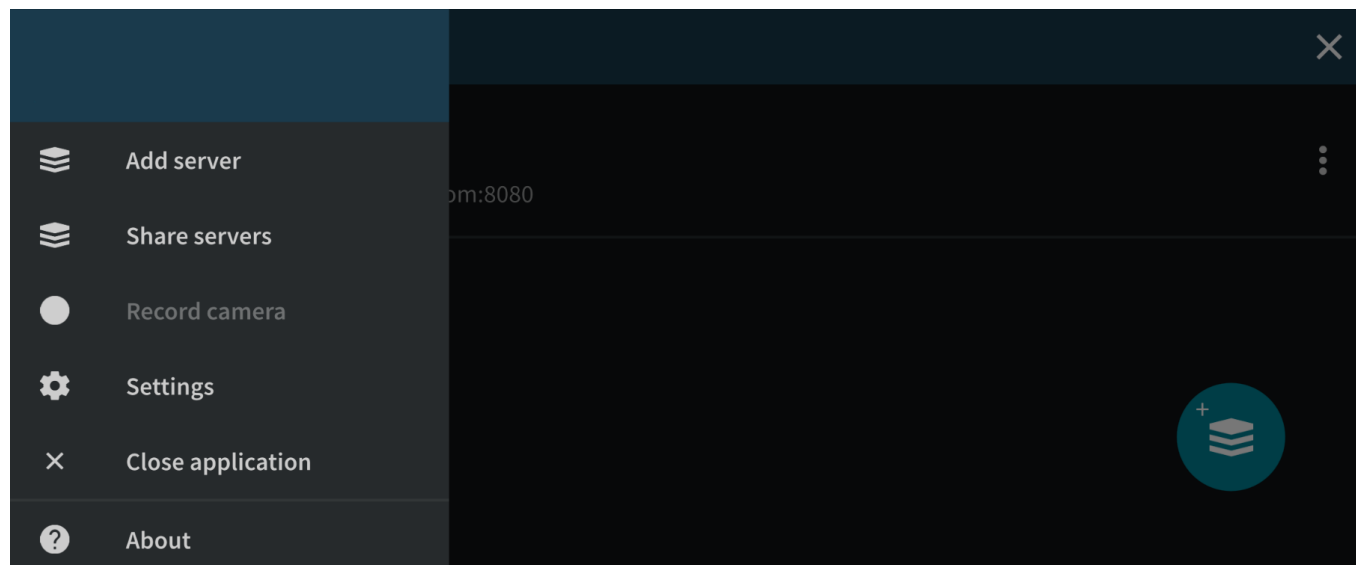 Add server
om:8080
Share servers
Record camera
Settings
Close application
About